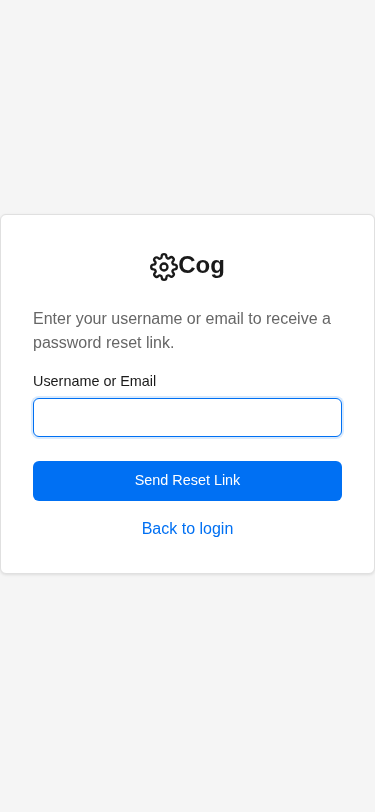 Cog
Enter your username or email to receive a
password reset link.
Username or Email
Send Reset Link
Back to login